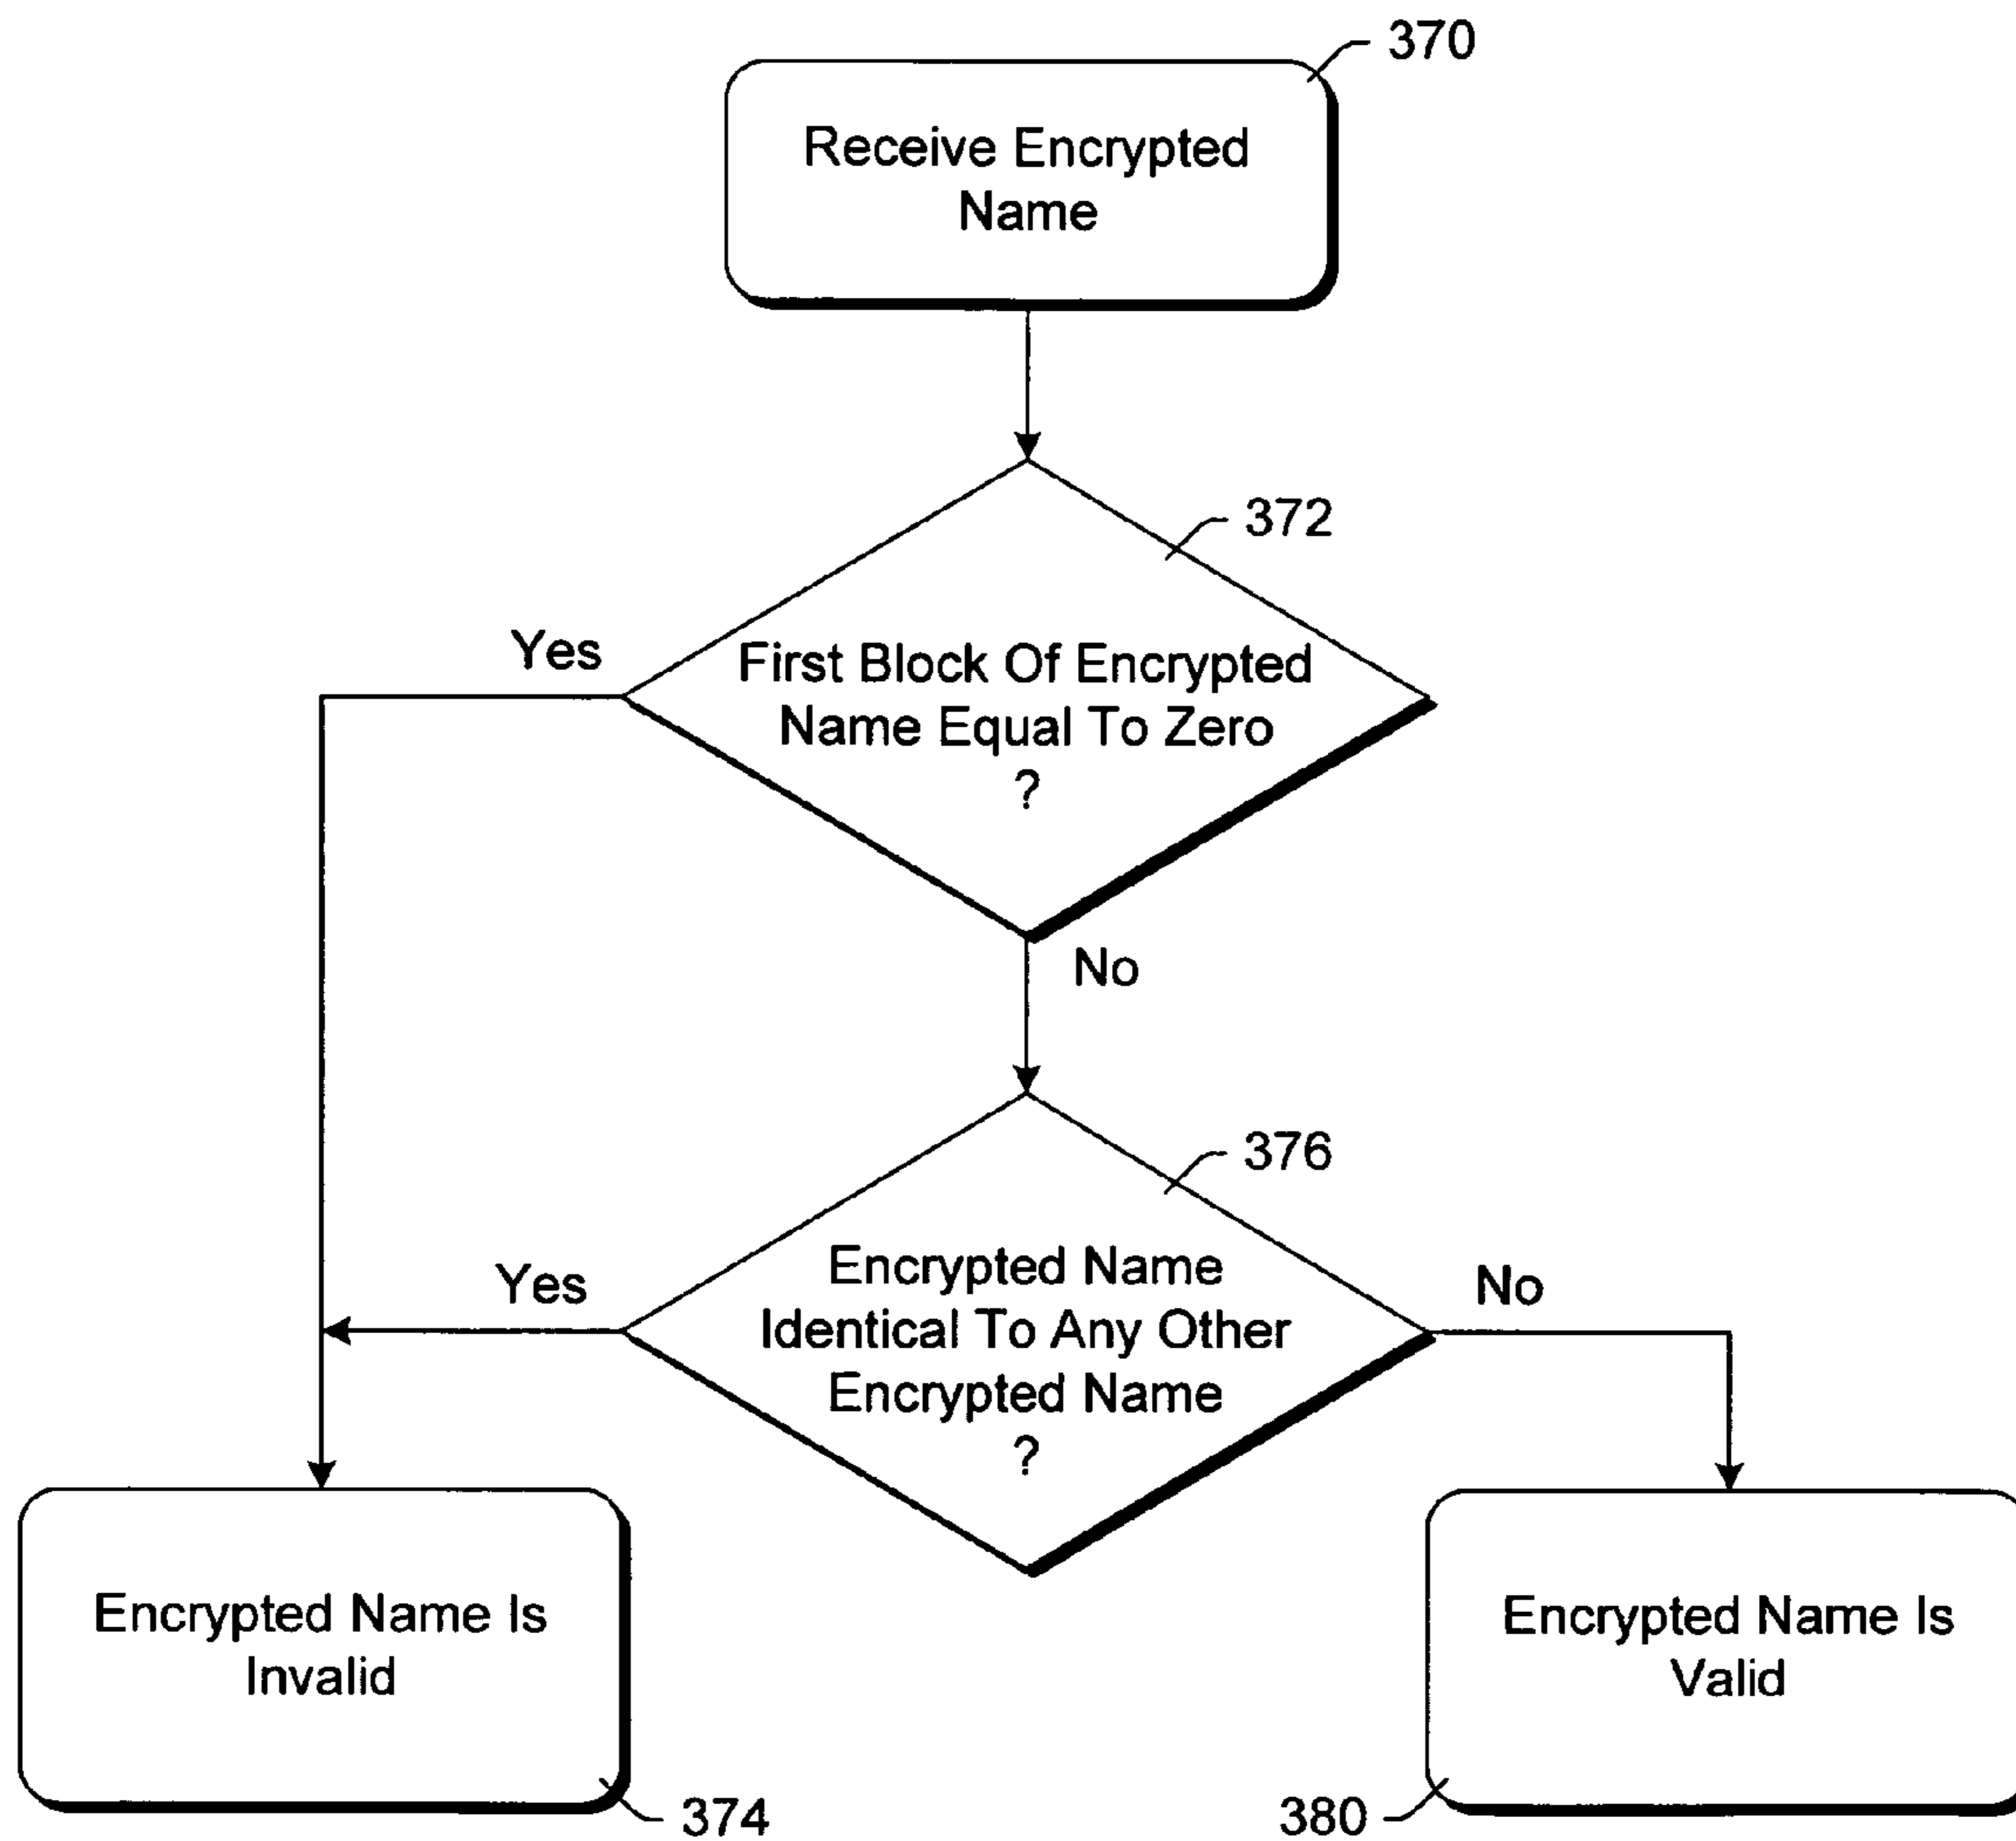 370
Receive Encrypted
Name
372
Yes
First Block Of Encrypted
Name Equal To Zero
?
No
376
Yes
Encrypted Name
Identical To Any Other
Encrypted Name
?
No
Encrypted Name Is
Invalid
374
Encrypted Name Is
Valid
380